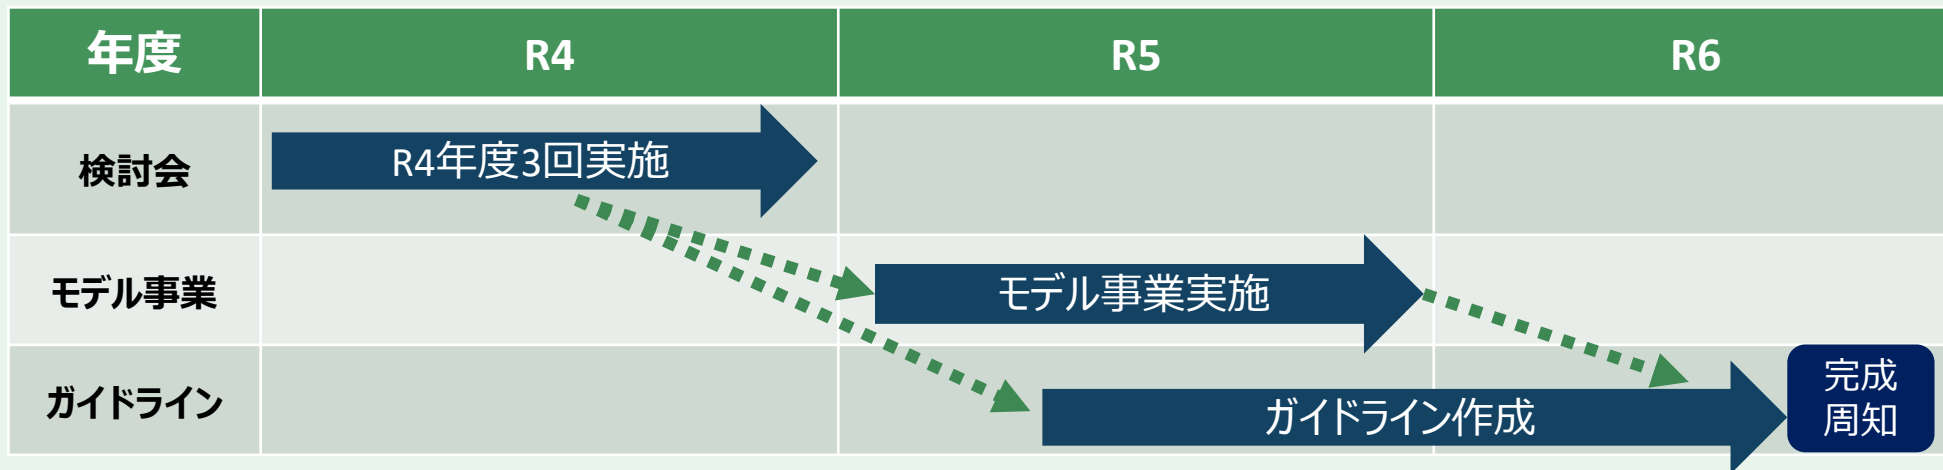 年度
R4
R5
R6
検討会
R4年度3回実施
モデル事業
モデル事業実施
ガイドライン
ガイドライン作成
完成
周知